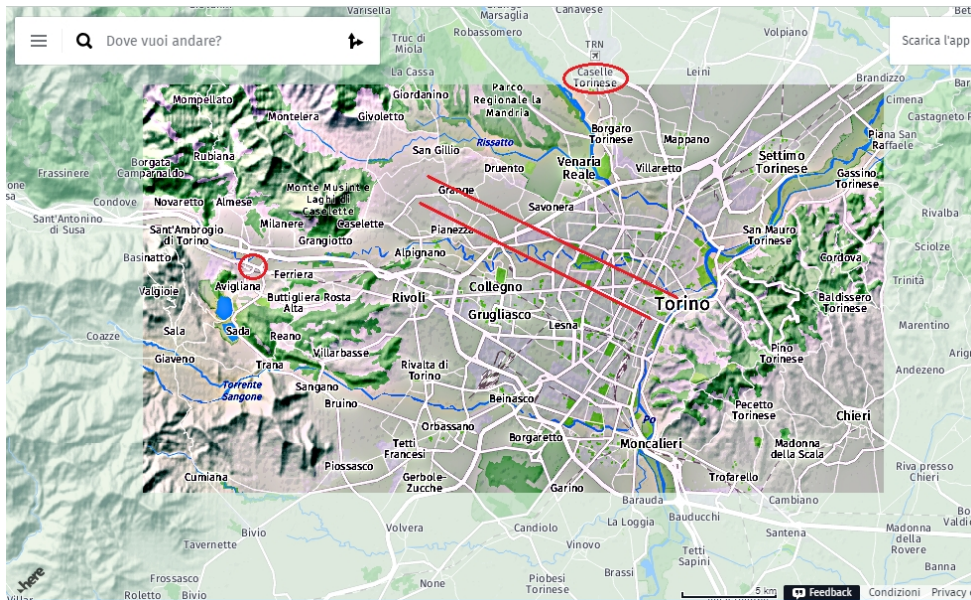 Varisella
Grange
Marsaglia
Canavese
Robassomero
Volpiano
Dove vuoi andare?
Truc di
Miola
TRN
Scarica l'app
La Cassa
Caselle
Torinese
Leini
Brandizzo
Mompellato
Giordanino
Parco
Regionale la
Mandria
Cimena
Montelera
Givoletto
Castagneto P
Borgaro
Torinese
Mappano
Piana San
Raffaele
Rissatto
San Gillio
Rubiana
Borgata
Camparnaldo
Frassinere
Druento
Venaria
Reale
Villaretto
Settimo
Torinese
Gassino
Torinese
Monte Musinè e
Laghi di
Caselette
Grange
Condove
Novaretto
Almese
Savonera
Rivalba
Sant'Antonino
di Susa
Milanere
Caselette
Pianezza
Sant'Ambrogio
di Torino
Grangiotto
San Mauro
Torinese
Sciolze
Basinatto
Alpignano
Cordova
Ferriera
Trinità
Avigliana
Valgioie
Buttigliera Rosta
Alta
Rivoli
Collegno
Torino
Baldissero
Torinese
Grugliasco
Lesna
Marentino
Coazze
Sala
Sada
Reano
Villarbasse
Pino
Torinese
Giaveno
Trana
Rivalta di
Torino
Andezeno
Torrente
Sangone
Sangano
Bruino
Beinasco
Pecetto
Torinese
Chieri
Po
Orbassano
Borgaretto
Moncalieri
Madonna
della Scala
Tetti
Francesi
Piossasco
Riva presso
Chieri
Cumiana
Gerbole-
Zucche
Garino
Trofarello
Barauda
Cambiano
La Loggia
Bauducchi
Bivio
Volvera
Candiolo
Santena
Madonna
della
Rovere
Tavernette
Vinovo
Tetti
Sapini
Banna
Brassi
Frossasco
None
Piobesi
Torinese
here
Roletto
Bivio
5 km
Feedback
Condizioni
Privacy